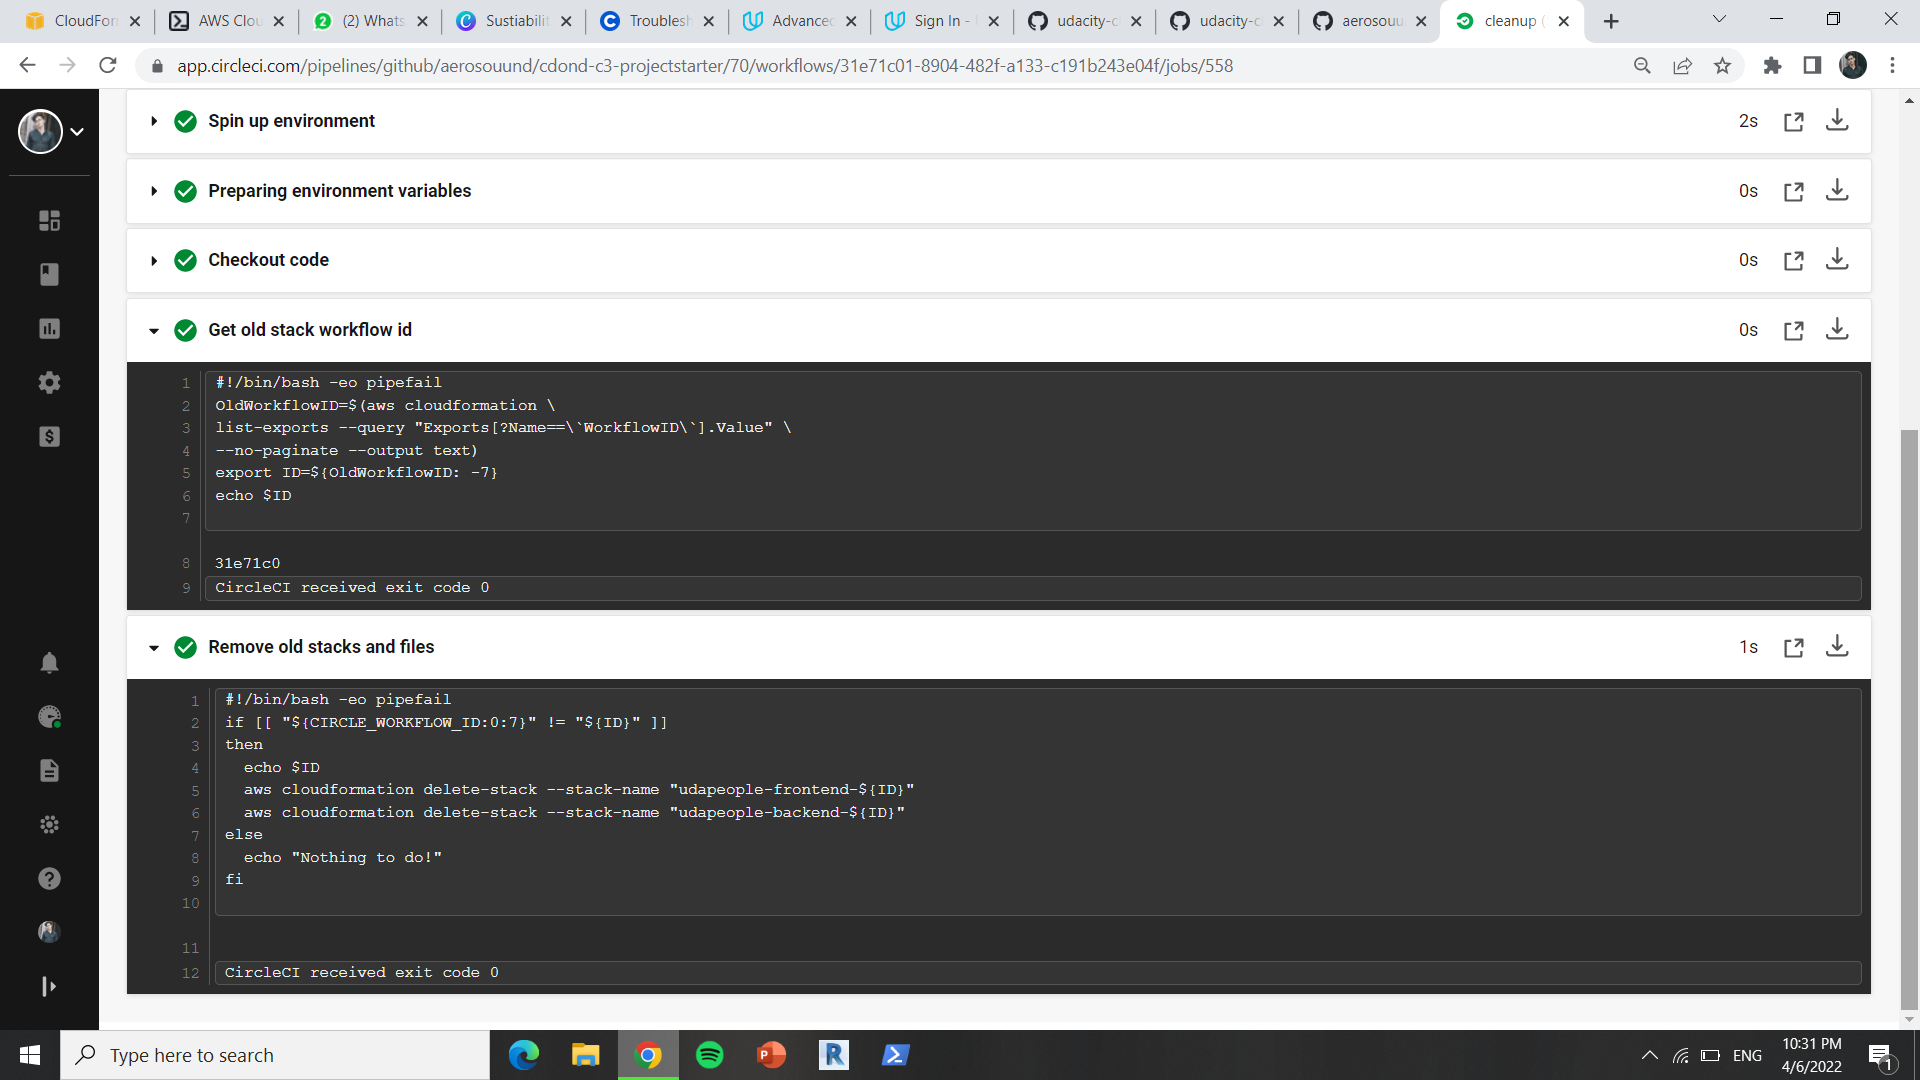 CloudFor
AWS Clou
(2) Whats
Sustiabilit
Troublesh
Advanced
Sign In -
udacity-c
udacity-c
aerosouu
cleanup (
app.circleci.com/pipelines/github/aerosouund/cdond-c3-projectstarter/70/workflows/31e71c01-8904-482f-a133-c191b243e04f/jobs/558
Spin up environment 2s
Preparing environment variables 0s
Checkout code 0s
Get old stack workflow id 0s
1 #!/bin/bash -eo pipefail
2 OldWorkflowID=$(aws cloudformation \
3 list-exports --query "Exports[?Name==\`WorkflowID\`].Value" \
4 --no-paginate --output text)
5 export ID=${OldWorkflowID: -7}
6 echo $ID
7
8 31e71c0
9 CircleCI received exit code 0
Remove old stacks and files 1s
1 #!/bin/bash -eo pipefail
2 if [[ "${CIRCLE_WORKFLOW_ID:0:7}" != "${ID}" ]]
3 then
4 echo $ID
5 aws cloudformation delete-stack --stack-name "udapeople-frontend-${ID}"
6 aws cloudformation delete-stack --stack-name "udapeople-backend-${ID}"
7 else
8 echo "Nothing to do!"
9 fi
10
11
12 CircleCI received exit code 0
Type here to search
ENG
10:31 PM
4/6/2022
1